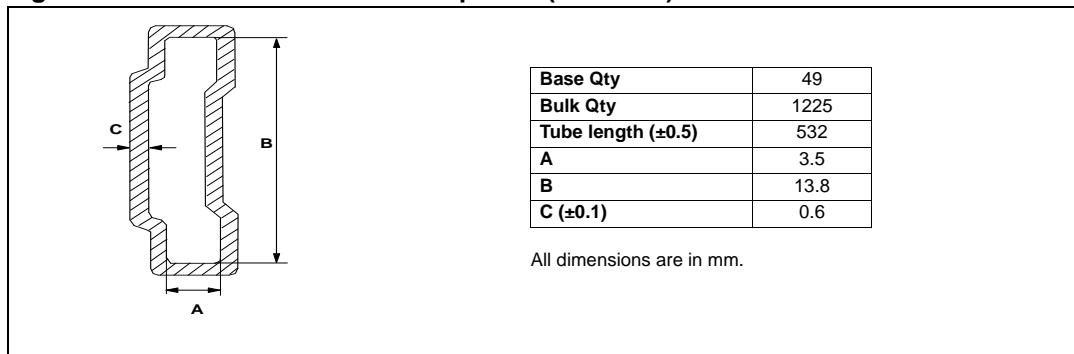 C
B
A
Base Qty 49
Bulk Qty 1225
Tube length (±0.5) 532
A 3.5
B 13.8
C (±0.1) 0.6
All dimensions are in mm.